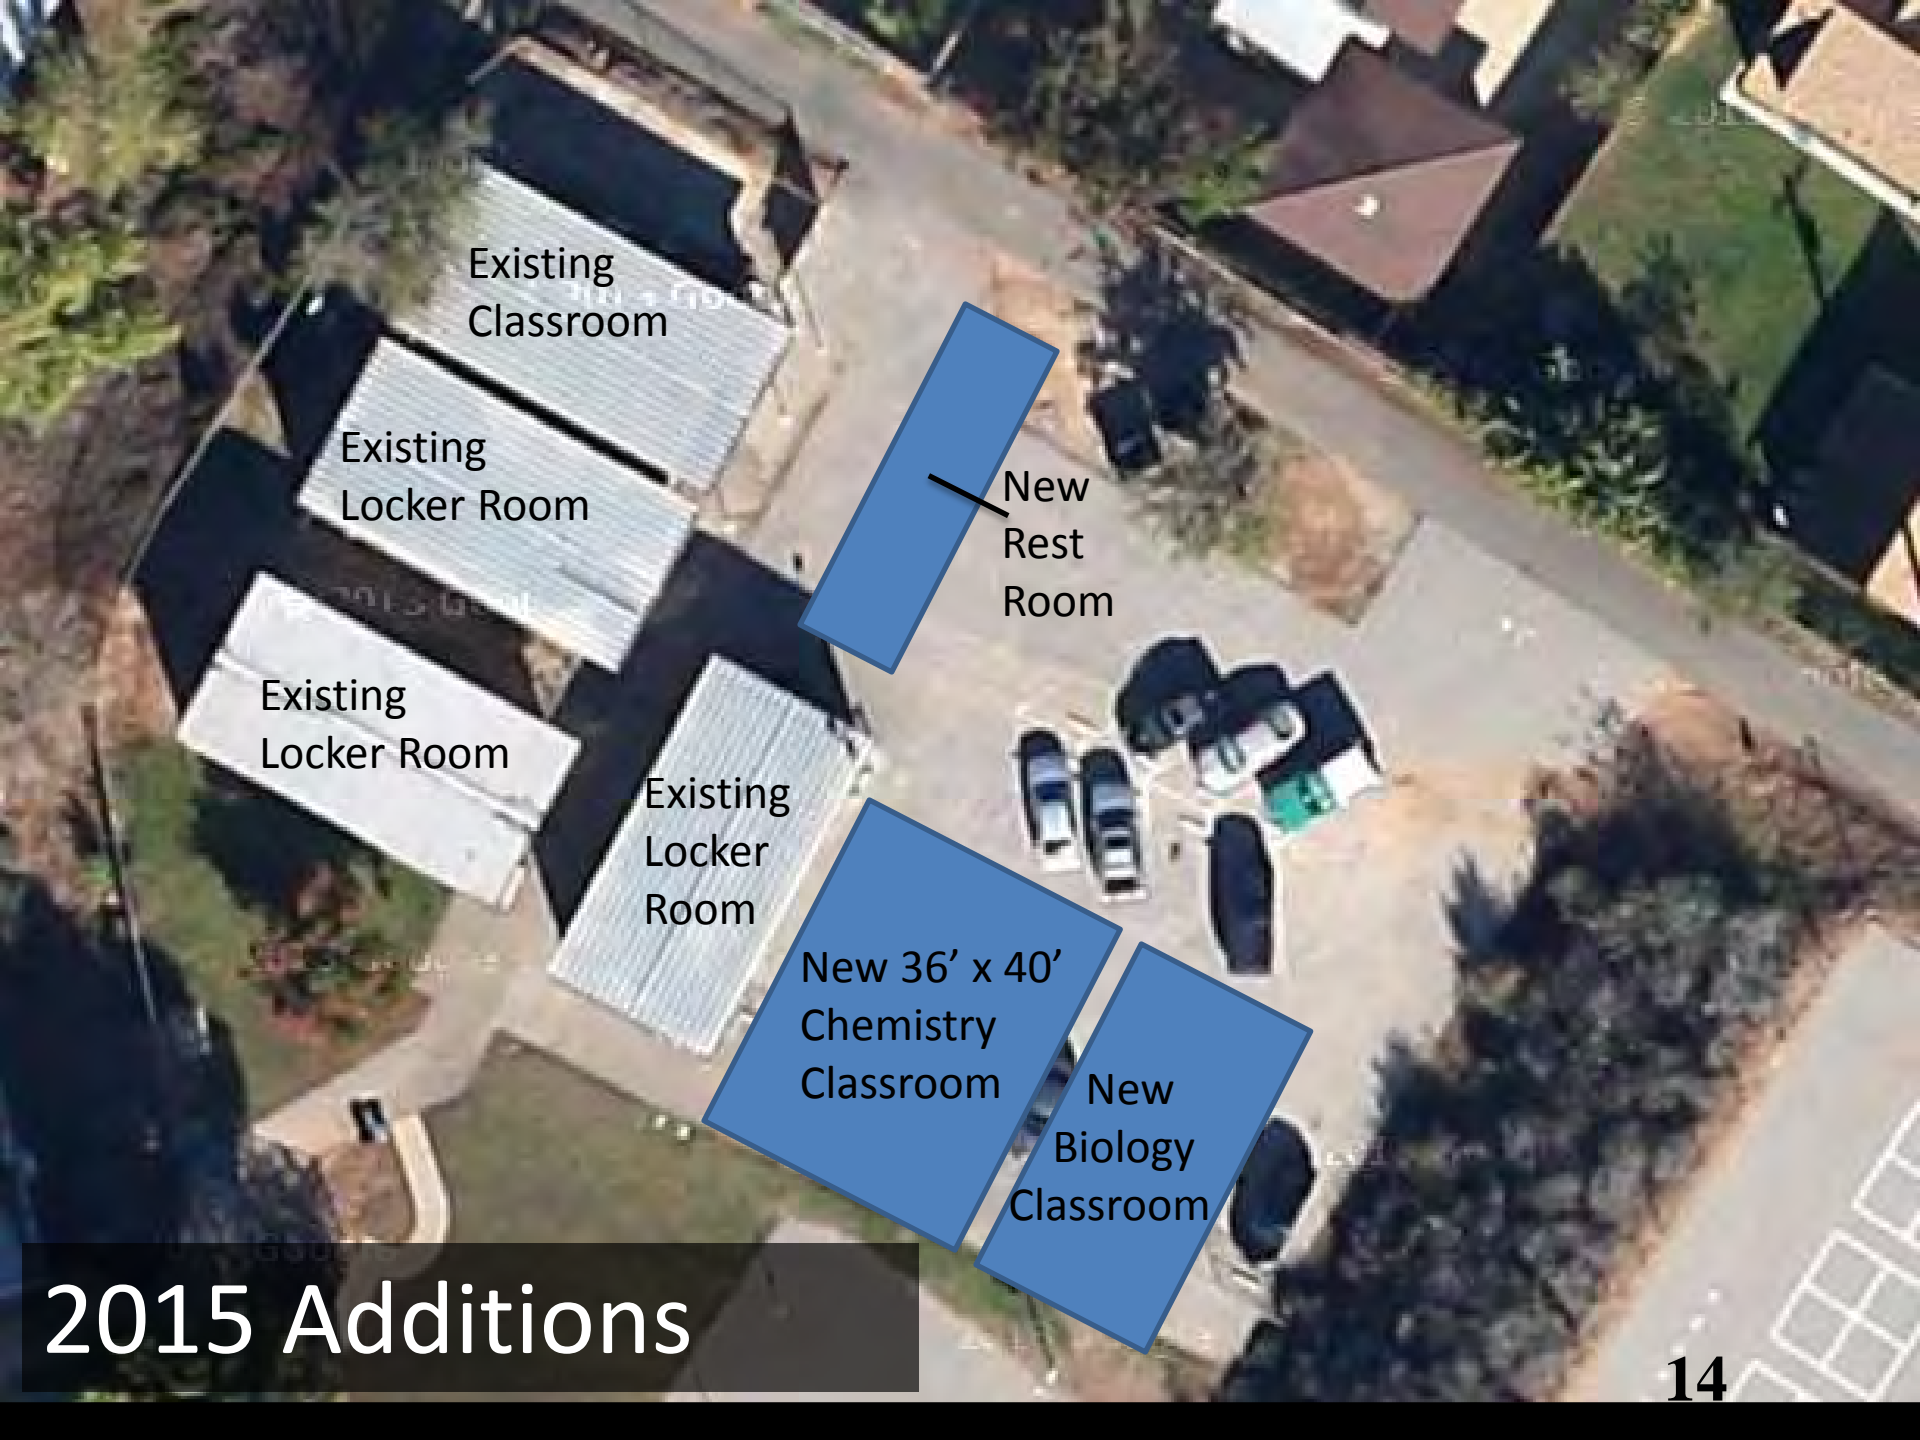 Existing
Classroom
Existing
Locker Room
New
Rest
Room
Existing
Locker Room
Existing
Locker
Room
New 36’ x 40’
Chemistry
Classroom
New
Biology
Classroom
2015 Additions
14